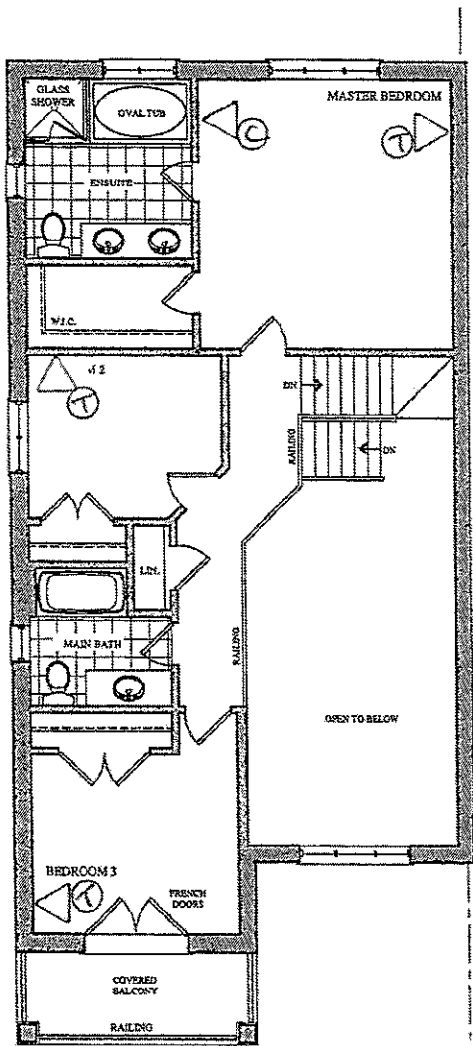 GLASS
SHOWER
OVAL TUB
MASTER BEDROOM
C
T
ENSUITE
W.I.C.
2
T
DN
RAILING
DN
LIN.
MAIN BATH
RAILING
OPEN TO BELOW
BEDROOM 3
T
FRENCH
DOORS
COVERED
BALCONY
RAILING